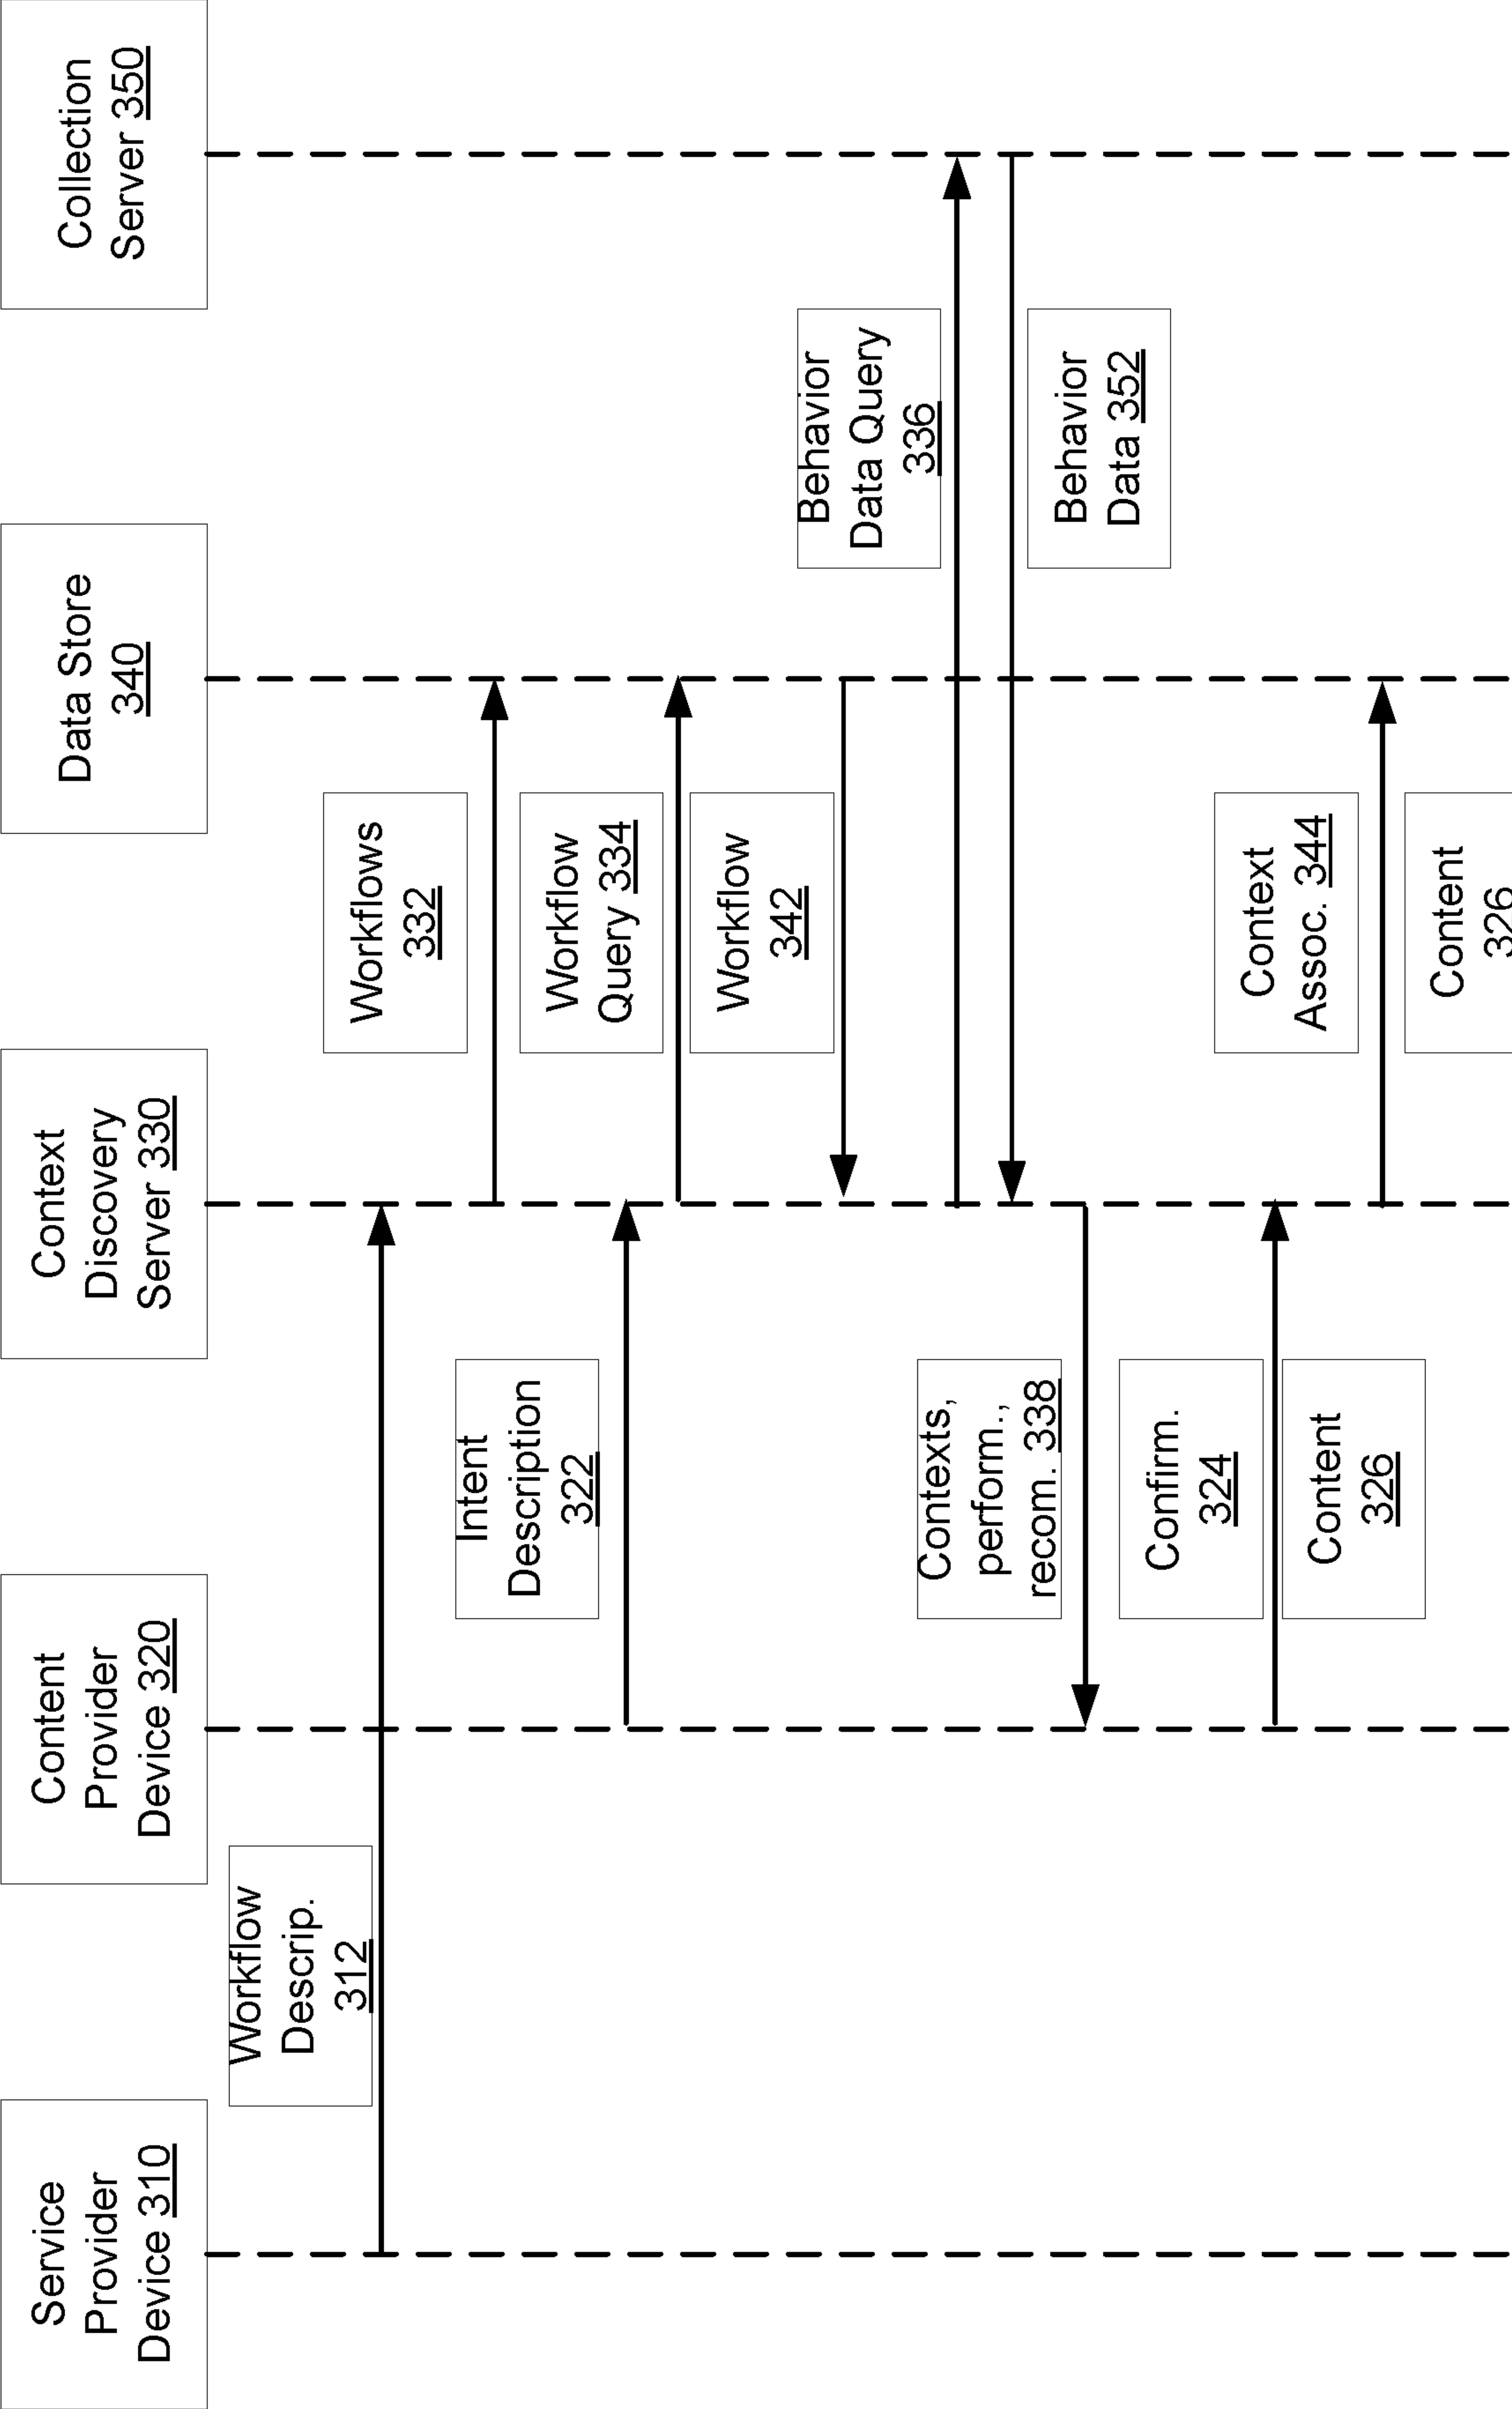 Service
Provider
Device 310
Content
Provider
Device 320
Context
Discovery
Server 330
Data Store
340
Collection
Server 350
Workflow
Descrip.
312
Workflows
332
Intent
Description
322
Workflow
Query 334
Workflow
342
Behavior
Data Query
336
Behavior
Data 352
Contexts,
perform.,
recom. 338
Confirm.
324
Content
326
Context
Assoc. 344
Content
326